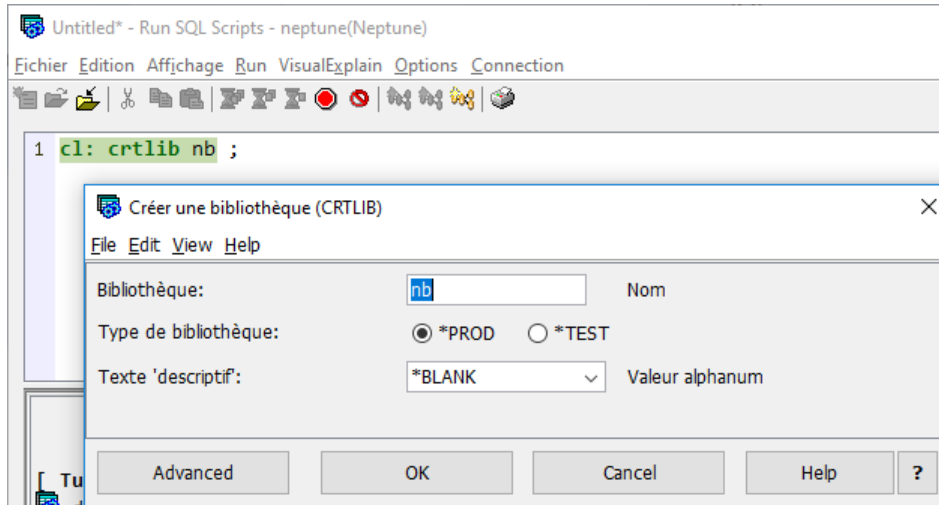 Untitled* - Run SQL Scripts - neptune(Neptune)
Fichier Edition Affichage Run VisualExplain Options Connection
1 cl: crtlib nb ;
Créer une bibliothèque (CRTLIB)
File Edit View Help
Bibliothèque: nb Nom
Type de bibliothèque: *PROD *TEST
Texte 'descriptif': *BLANK Valeur alphanum
Advanced OK Cancel Help ?
[ Tu